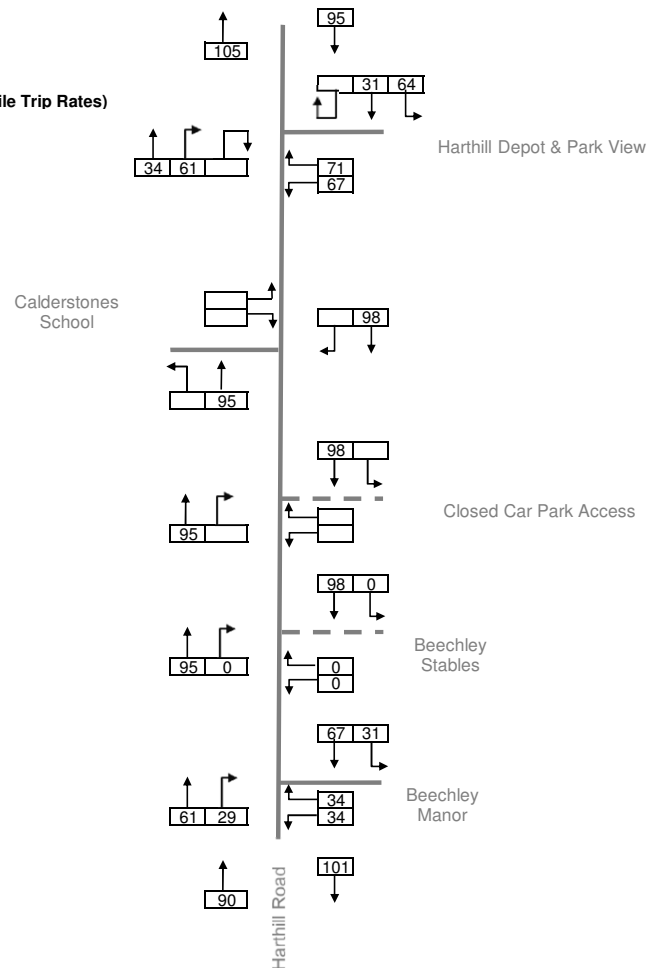 95
105
ile Trip Rates)
31 64
Harthill Depot & Park View
34 61
71
67
Calderstones
School
98
95
98
Closed Car Park Access
95
98 0
Beechley
Stables
95 0
0
0
67 31
Beechley
Manor
34
34
61 29
101
90
Harthill Road